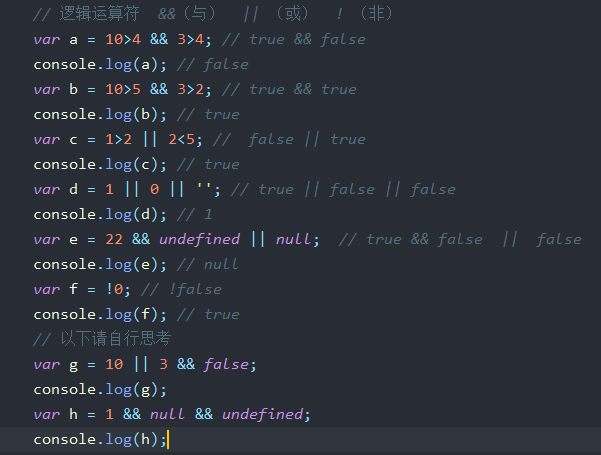 // 逻辑运算符  &&（与）  || （或）  ! （非）
var a = 10>4 && 3>4; // true && false
console.log(a); // false
var b = 10>5 && 3>2; // true && true
console.log(b); // true
var c = 1>2 || 2<5; //  false || true
console.log(c); // true
var d = 1 || 0 || ''; // true || false || false
console.log(d); // 1
var e = 22 && undefined || null;  // true && false  ||  false
console.log(e); // null
var f = !0; // !false
console.log(f); // true
// 以下请自行思考
var g = 10 || 3 && false;
console.log(g);
var h = 1 && null && undefined;
console.log(h);